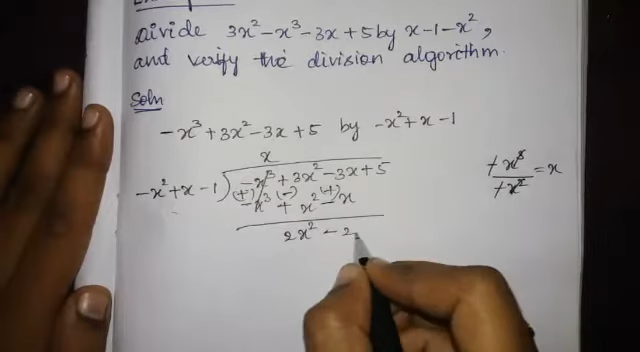 Divide 3x² - x³ - 3x + 5 by x - 1 - x²,
and verify the division algorithm.
Soln
-x³ + 3x² - 3x + 5 by -x² + x - 1
x
-x² + x - 1 ) -x³ + 3x² - 3x + 5
(+) (-) (+)
-x³ + x² - x
2x² - 2
-x³/-x² = x